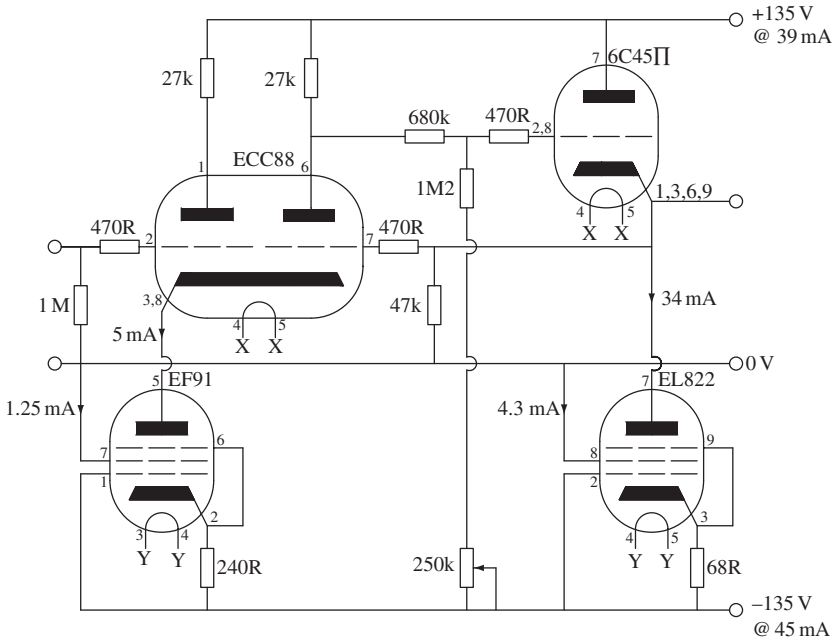 +135 V
@ 39 mA
6C45П
7
27k
27k
680k
470R
2,8
ECC88
1
6
1M2
1,3,6,9
4
5
X
X
470R
2
7
470R
1 M
3,8
4
5
X
X
47k
34 mA
5 mA
0 V
5
EF91
7
EL822
1.25 mA
4.3 mA
6
9
7
8
1
2
2
3
3
4
Y
Y
4
5
Y
Y
240R
250k
68R
−135 V
@ 45 mA